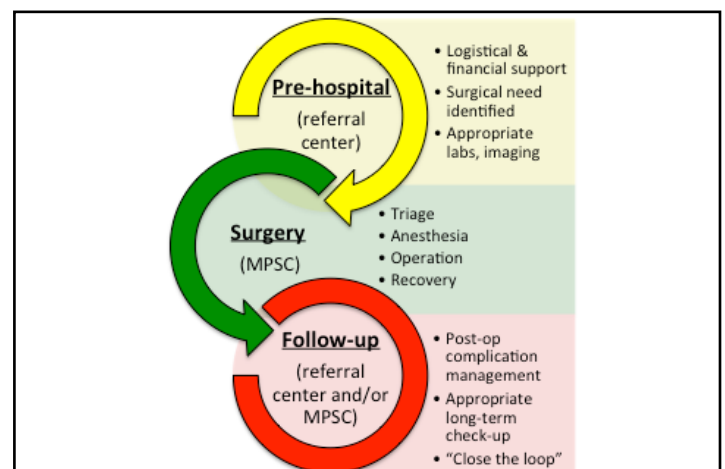 Pre-hospital
(referral
center)
• Logistical &
financial support
• Surgical need
identified
• Appropriate
labs, imaging
Surgery
(MPSC)
• Triage
• Anesthesia
• Operation
• Recovery
Follow-up
(referral
center and/or
MPSC)
• Post-op
complication
management
• Appropriate
long-term
check-up
• “Close the loop”